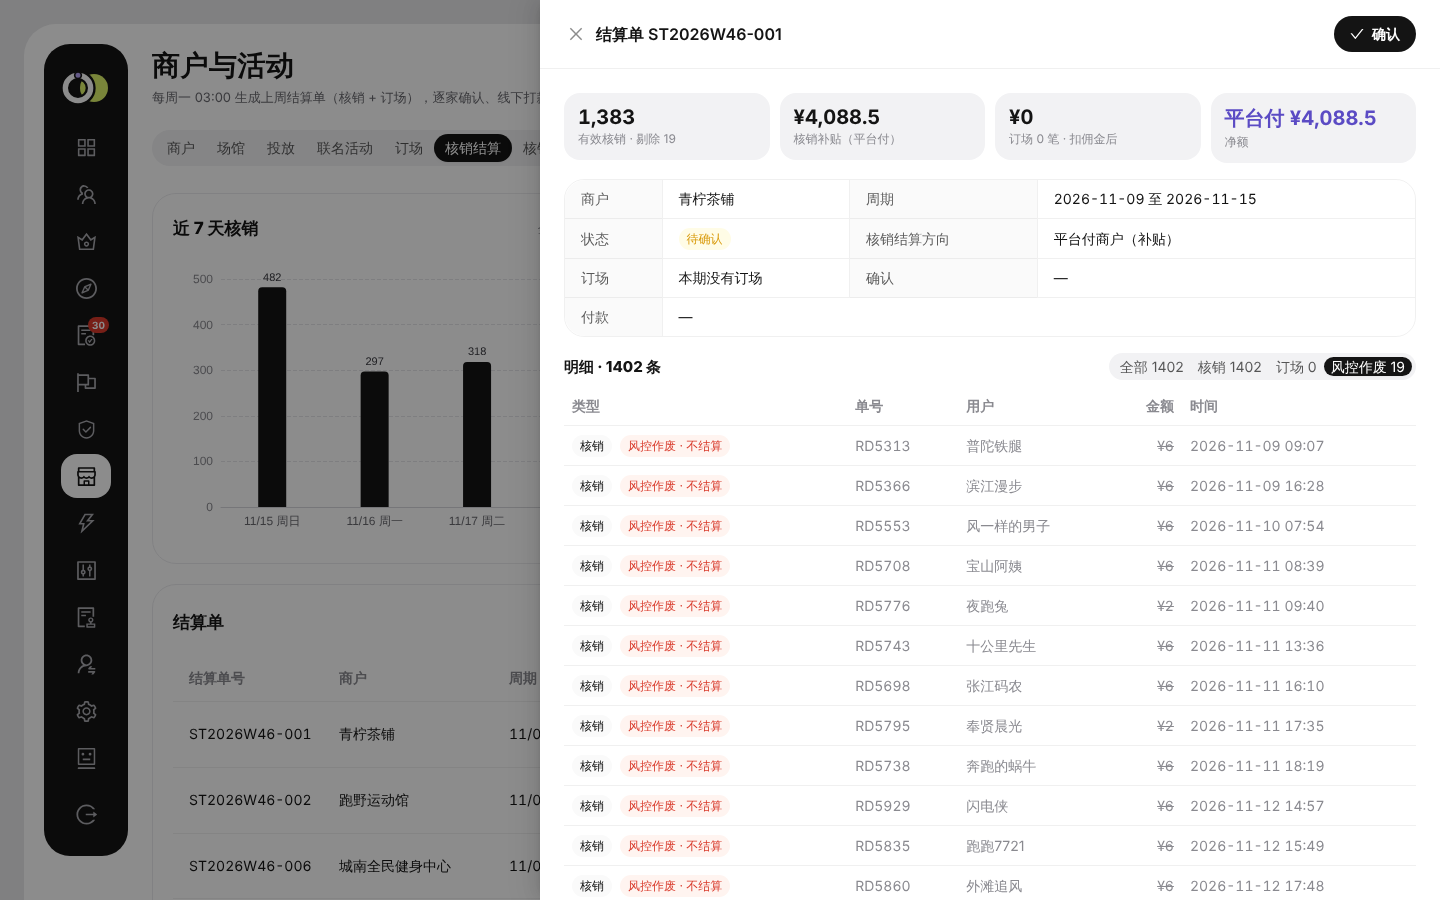 结算单 ST2026W46-001
确认
1,383
有效核销 · 剔除 19
¥4,088.5
核销补贴（平台付）
¥0
订场 0 笔 · 扣佣金后
平台付 ¥4,088.5
净额
商户 青柠茶铺 周期 2026-11-09 至 2026-11-15
状态 待确认 核销结算方向 平台付商户（补贴）
订场 本期没有订场 确认 —
付款 —
明细 · 1402 条
全部 1402 核销 1402 订场 0 风控作废 19
类型 单号 用户 金额 时间
核销 风控作废 · 不结算 RD5313 普陀铁腿 ¥6 2026-11-09 09:07
核销 风控作废 · 不结算 RD5366 滨江漫步 ¥6 2026-11-09 16:28
核销 风控作废 · 不结算 RD5553 风一样的男子 ¥6 2026-11-10 07:54
核销 风控作废 · 不结算 RD5708 宝山阿姨 ¥6 2026-11-11 08:39
核销 风控作废 · 不结算 RD5776 夜跑兔 ¥2 2026-11-11 09:40
核销 风控作废 · 不结算 RD5743 十公里先生 ¥6 2026-11-11 13:36
核销 风控作废 · 不结算 RD5698 张江码农 ¥6 2026-11-11 16:10
核销 风控作废 · 不结算 RD5795 奉贤晨光 ¥2 2026-11-11 17:35
核销 风控作废 · 不结算 RD5738 奔跑的蜗牛 ¥6 2026-11-11 18:19
核销 风控作废 · 不结算 RD5929 闪电侠 ¥6 2026-11-12 14:57
核销 风控作废 · 不结算 RD5835 跑跑7721 ¥6 2026-11-12 15:49
核销 风控作废 · 不结算 RD5860 外滩追风 ¥6 2026-11-12 17:48
商户与活动
每周一 03:00 生成上周结算单（核销 + 订场），逐家确认、线下打
商户 场馆 投放 联名活动 订场 核销结算 核
30
近 7 天核销
500
400
300
200
100
0
482
297
318
11/15 周日 11/16 周一 11/17 周二
结算单
结算单号 商户 周期
ST2026W46-001 青柠茶铺 11/0
ST2026W46-002 跑野运动馆 11/0
ST2026W46-006 城南全民健身中心 11/0